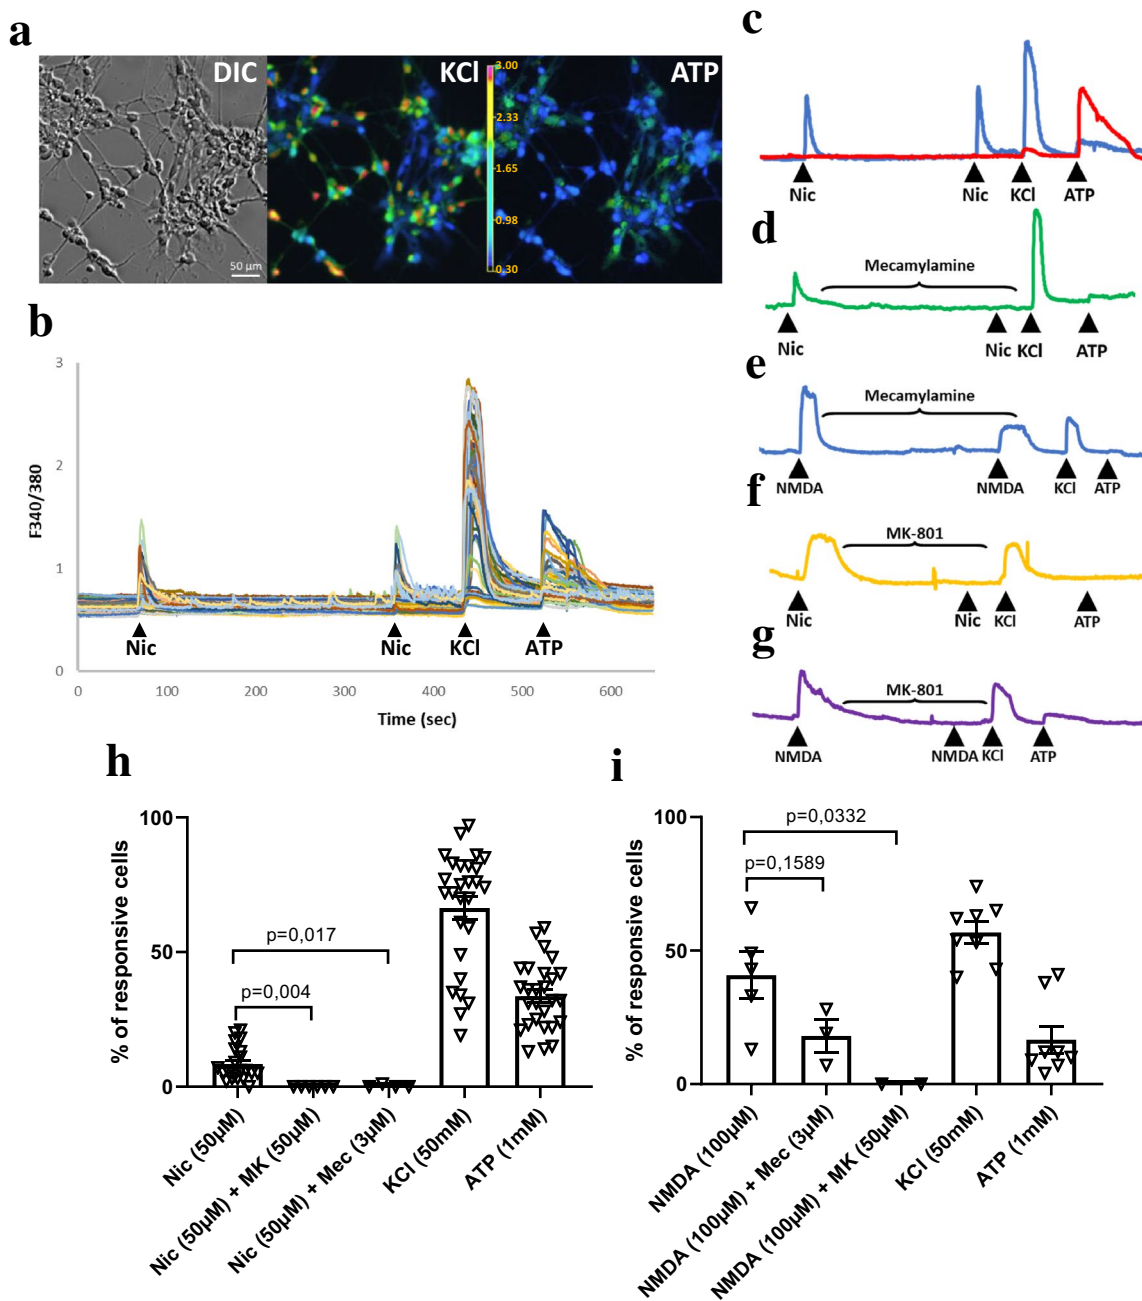 a
DIC
KCl
ATP
3.00
2.33
1.65
0.98
0.30
50 µm
b
3
2
1
0
F340/380
Nic
Nic
KCl
ATP
0
100
200
300
400
500
600
Time (sec)
c
Nic
Nic
KCl
ATP
d
Mecamylamine
Nic
Nic
KCl
ATP
e
Mecamylamine
NMDA
NMDA
KCl
ATP
f
MK-801
Nic
Nic
KCl
ATP
g
MK-801
NMDA
NMDA
KCl
ATP
h
% of responsive cells
100
50
0
p=0,017
p=0,004
Nic (50µM)
Nic (50µM) + MK (50µM)
Nic (50µM) + Mec (3µM)
KCl (50mM)
ATP (1mM)
i
% of responsive cells
100
50
0
p=0,0332
p=0,1589
NMDA (100µM)
NMDA (100µM) + Mec (3µM)
NMDA (100µM) + MK (50µM)
KCl (50mM)
ATP (1mM)